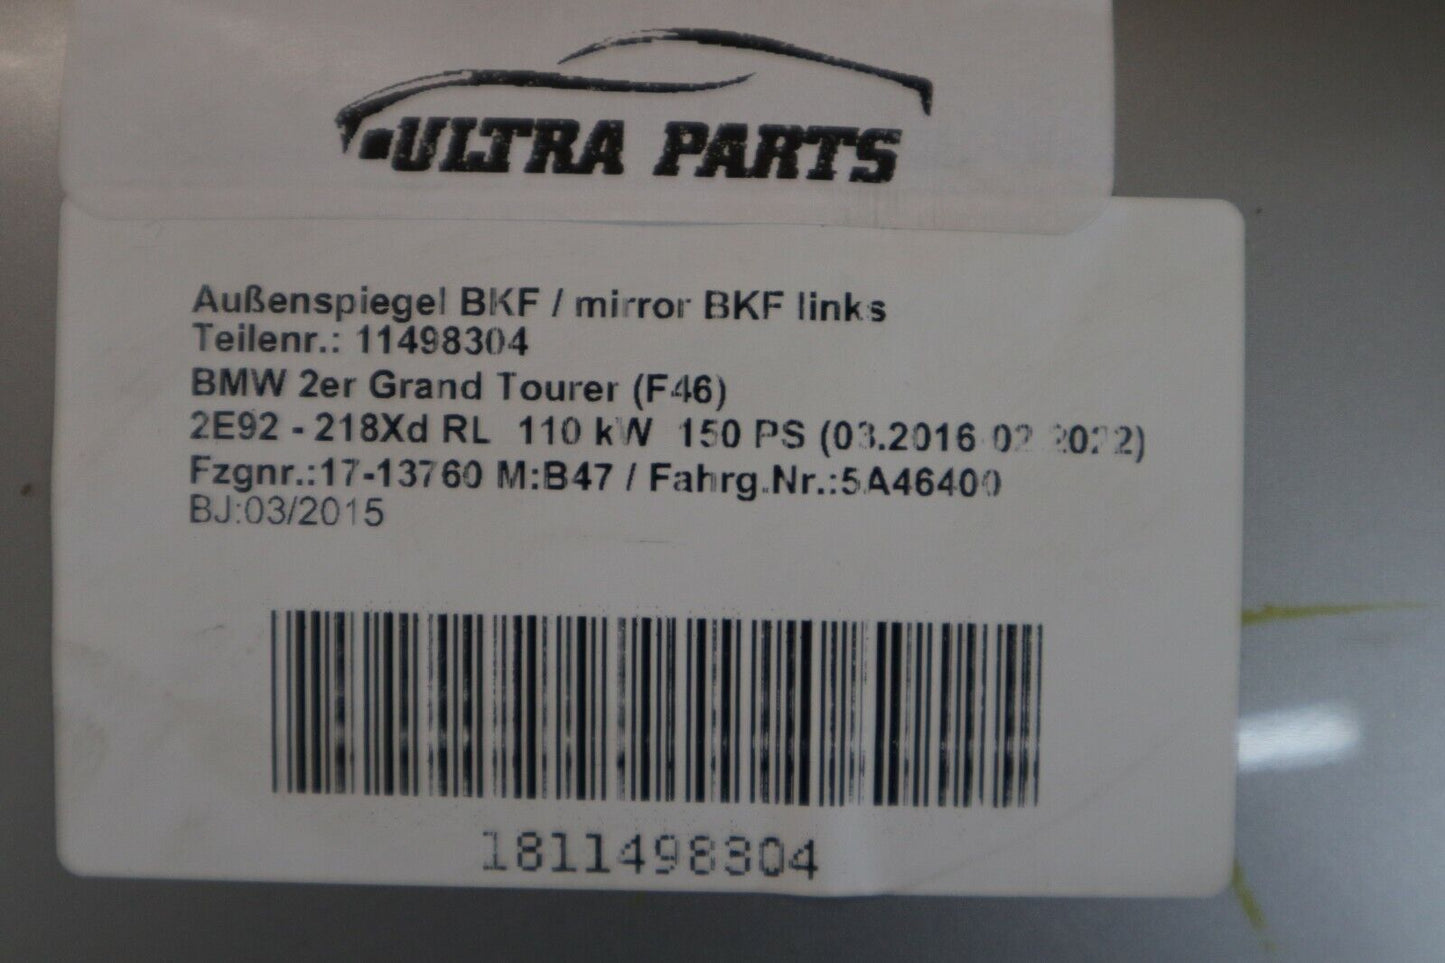 ULTRA PARTS
Außenspiegel BKF / mirror BKF links
Teilenr.: 11498304
BMW 2er Grand Tourer (F46)
2E92 - 218Xd RL 110 kW 150 PS (03.2016 02.2022)
Fzgnr.:17-13760 M:B47 / Fahrg.Nr.:5A46400
BJ:03/2015
1811498304